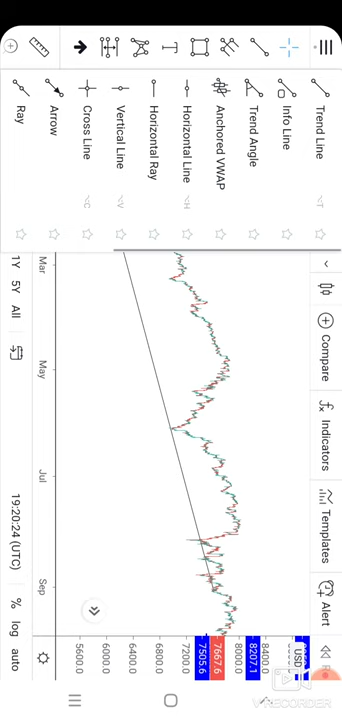 Trend Line
⌥T
Info Line
Trend Angle
Anchored VWAP
Horizontal Line
⌥H
Horizontal Ray
Vertical Line
⌥V
Cross Line
⌥C
Arrow
Ray
Compare
Indicators
Templates
Alert
USD
8400.0
8207.1
8000.0
7667.6
7505.6
7200.0
6800.0
6400.0
6000.0
5600.0
Mar
May
Jul
Sep
1Y
5Y
All
19:20:24 (UTC)
%
log
auto
VRECORDER